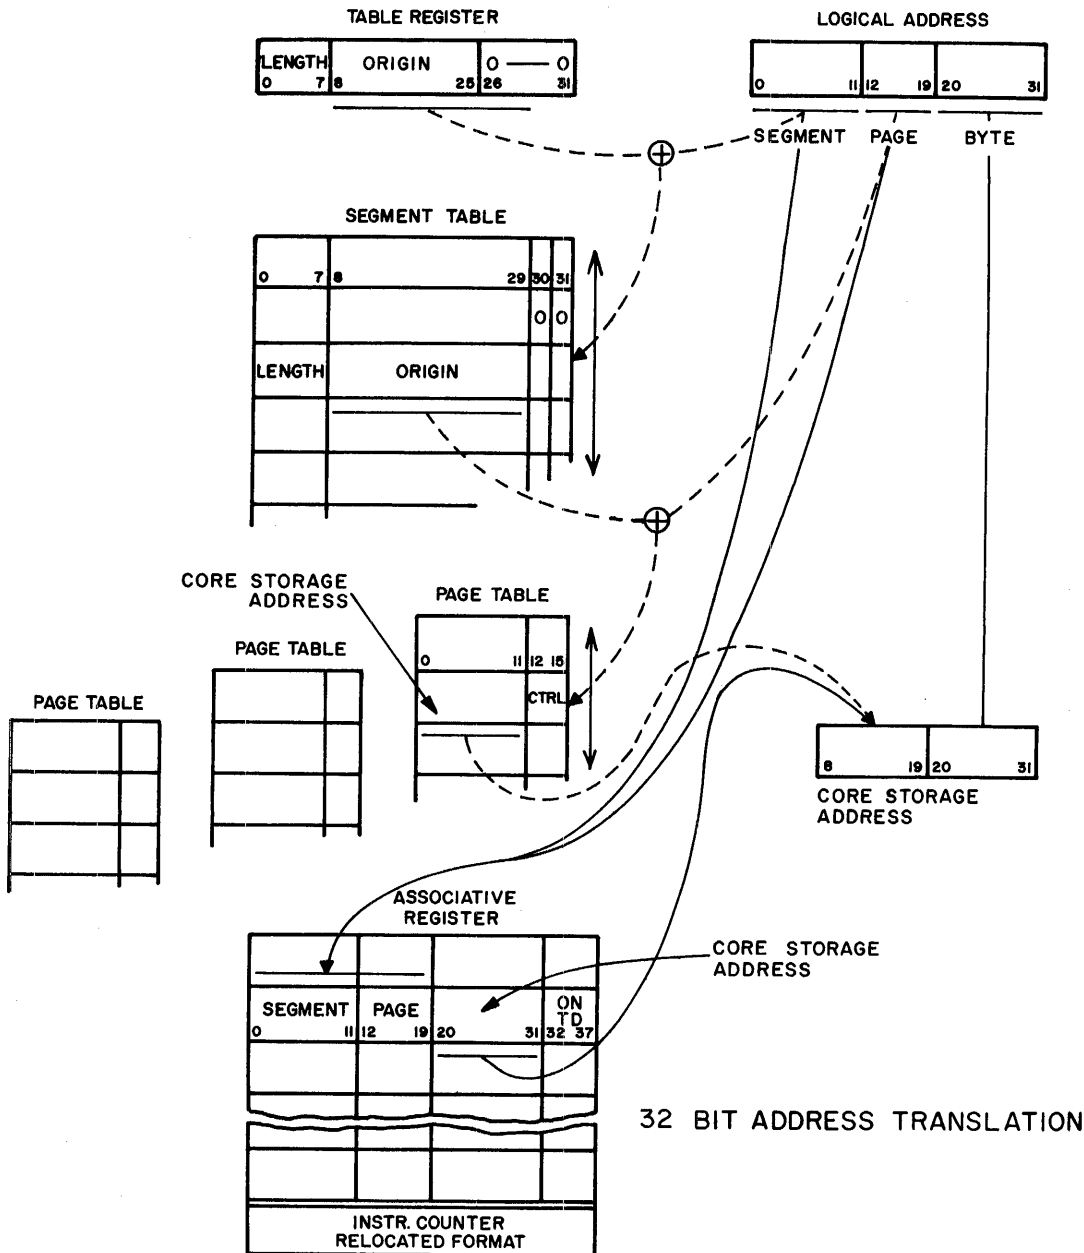 TABLE REGISTER
LOGICAL ADDRESS
LENGTH ORIGIN O — O
0 7 8 25 26 31
0 11 12 19 20 31
SEGMENT PAGE BYTE
SEGMENT TABLE
0 7 8 29 30 31
O O
LENGTH ORIGIN
CORE STORAGE
ADDRESS
PAGE TABLE
0 11 12 15
CTRL
PAGE TABLE
PAGE TABLE
8 19 20 31
CORE STORAGE
ADDRESS
ASSOCIATIVE
REGISTER
CORE STORAGE
ADDRESS
SEGMENT PAGE ON
TD
0 11 12 19 20 31 32 37
32 BIT ADDRESS TRANSLATION
INSTR. COUNTER
RELOCATED FORMAT